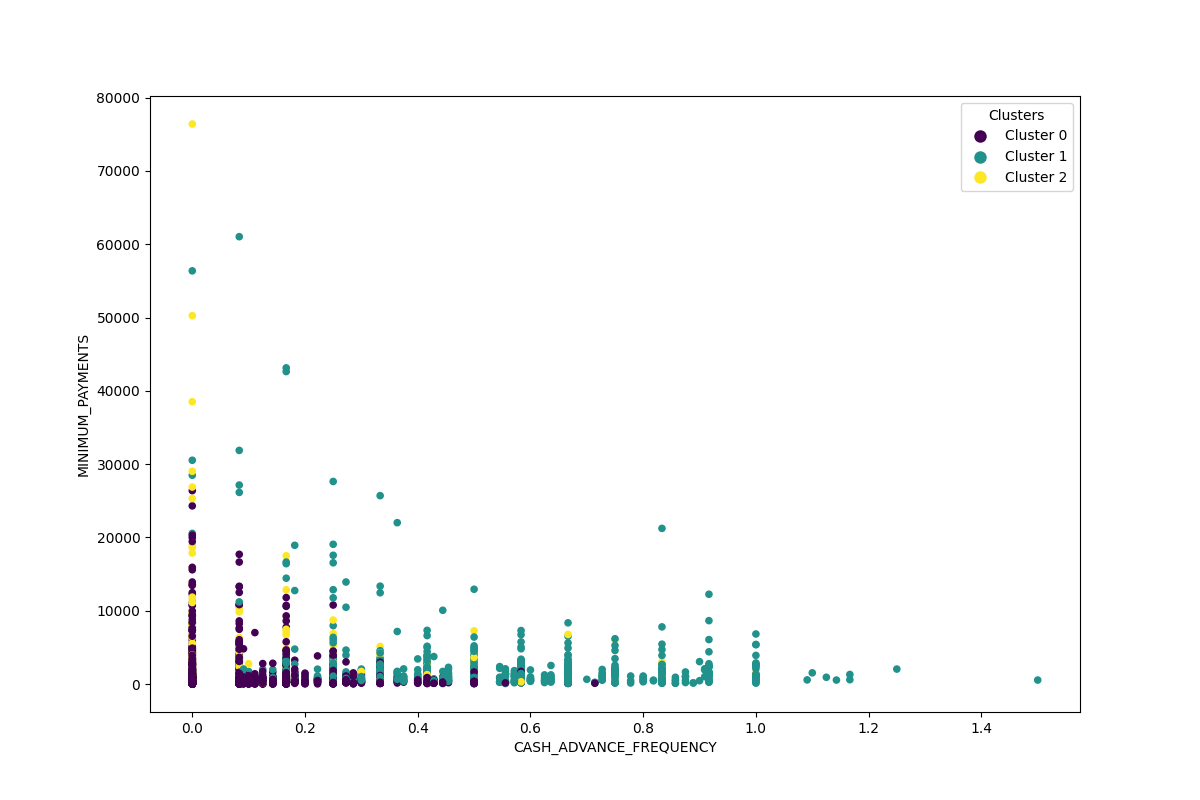 80000
70000
60000
50000
40000
30000
20000
10000
0
MINIMUM_PAYMENTS
Clusters
Cluster 0
Cluster 1
Cluster 2
0.0 0.2 0.4 0.6 0.8 1.0 1.2 1.4
CASH_ADVANCE_FREQUENCY